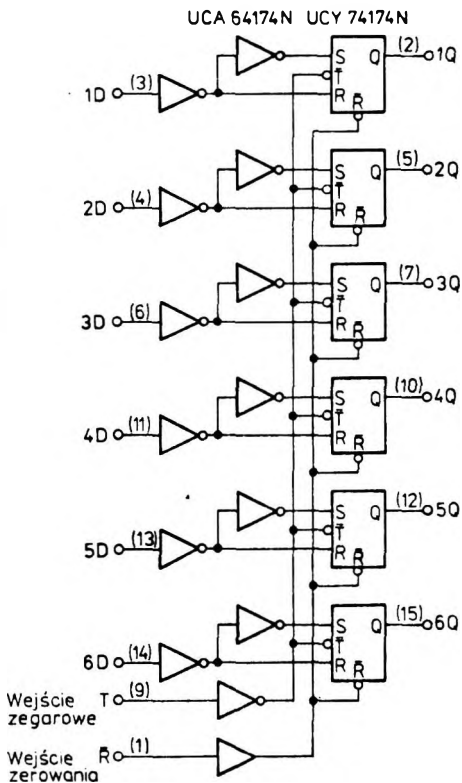 UCA 64174N UCY 74174N
1D (3) S Q (2) 1Q
T̅
R R̅
2D (4) S Q (5) 2Q
T̅
R R̅
3D (6) S Q (7) 3Q
T̅
R R̅
4D (11) S Q (10) 4Q
T̅
R R̅
5D (13) S Q (12) 5Q
T̅
R R̅
6D (14) S Q (15) 6Q
T̅
R R̅
Wejście T (9)
zegarowe
Wejście R̅ (1)
zerowania